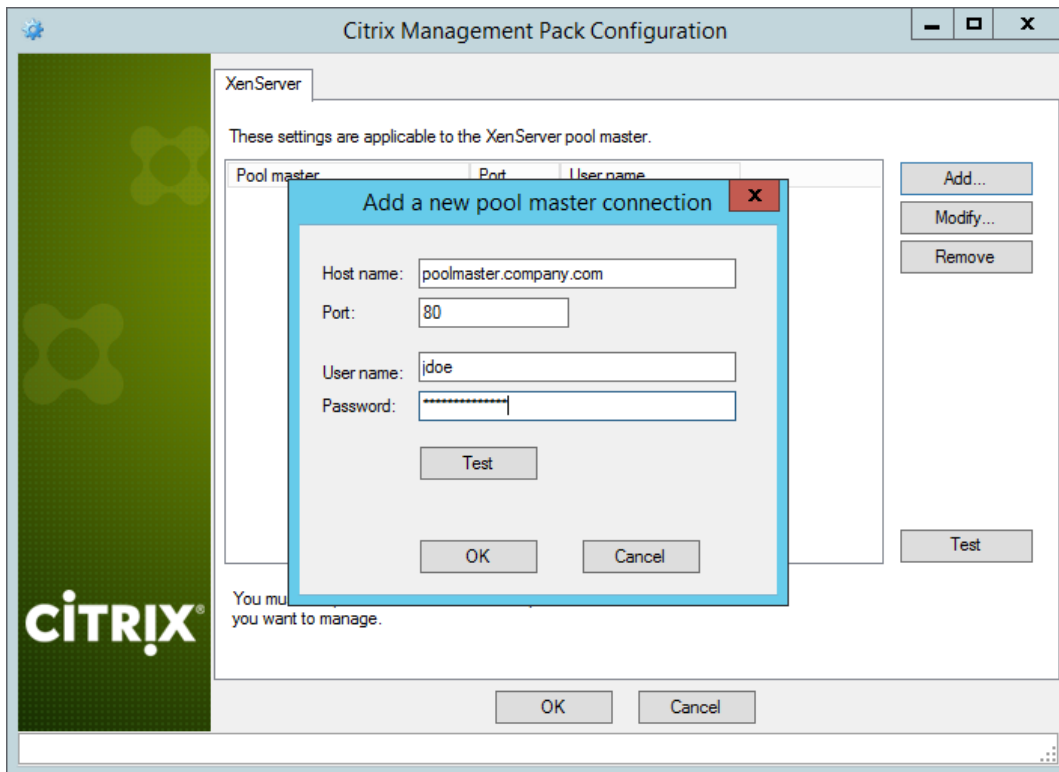 Citrix Management Pack Configuration
XenServer
These settings are applicable to the XenServer pool master.
Pool master Port User name
Add...
Modify...
Remove
Add a new pool master connection
x
Host name: poolmaster.company.com
Port: 80
User name: jdoe
Password: **************
Test
OK Cancel
Test
You mu
you want to manage.
CİTRIX®
OK Cancel